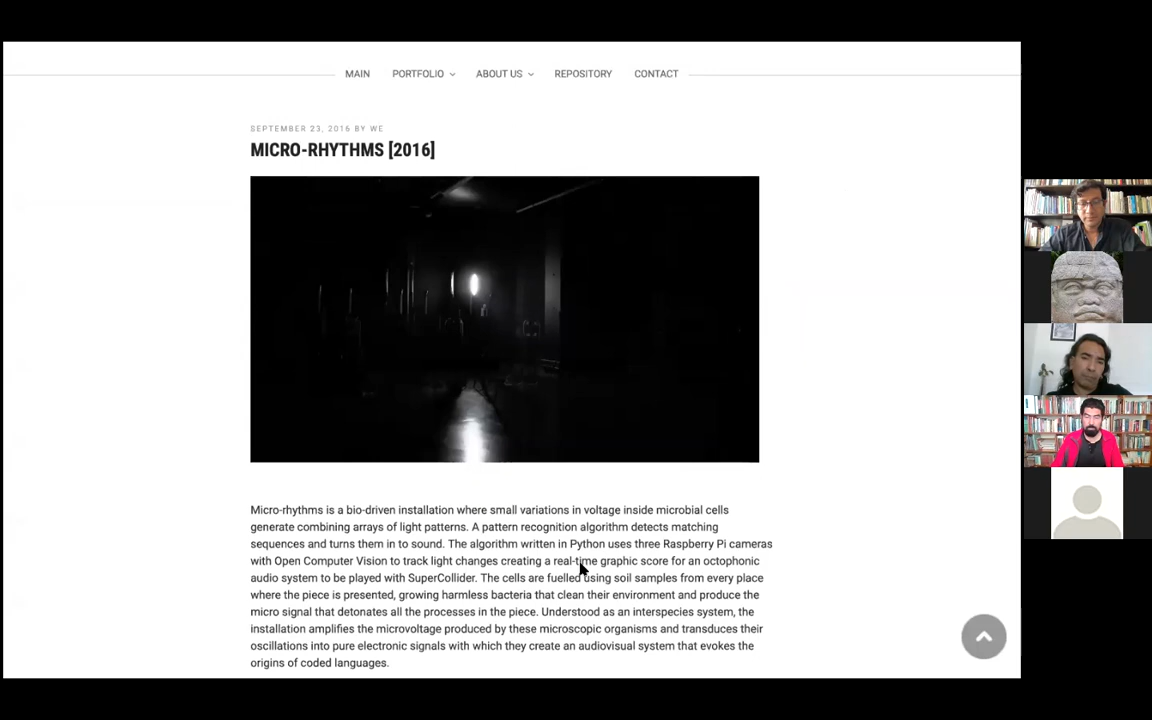 MAIN PORTFOLIO ABOUT US REPOSITORY CONTACT
SEPTEMBER 23, 2016 BY WE
MICRO-RHYTHMS [2016]
Micro-rhythms is a bio-driven installation where small variations in voltage inside microbial cells
generate combining arrays of light patterns. A pattern recognition algorithm detects matching
sequences and turns them in to sound. The algorithm written in Python uses three Raspberry Pi cameras
with Open Computer Vision to track light changes creating a real-time graphic score for an octophonic
audio system to be played with SuperCollider. The cells are fuelled using soil samples from every place
where the piece is presented, growing harmless bacteria that clean their environment and produce the
micro signal that detonates all the processes in the piece. Understood as an interspecies system, the
installation amplifies the microvoltage produced by these microscopic organisms and transduces their
oscillations into pure electronic signals with which they create an audiovisual system that evokes the
origins of coded languages.